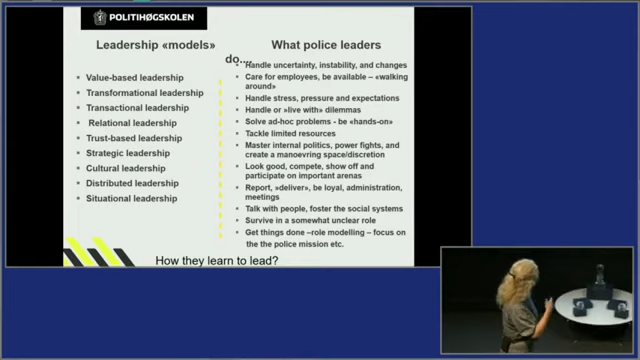 POLITIHØGSKOLEN
Leadership «models»
Value-based leadership
Transformational leadership
Transactional leadership
Relational leadership
Trust-based leadership
Strategic leadership
Cultural leadership
Distributed leadership
Situational leadership
What police leaders
do....
Handle uncertainty, instability, and changes
Care for employees, be available – «walking
around»
Handle stress, pressure and expectations
Handle or »live with» dilemmas
Solve ad-hoc problems - be «hands-on»
Tackle limited resources
Master internal politics, power fights, and
create a manoevring space/discretion
Look good, compete, show off and
participate on important arenas
Report, »deliver», be loyal, administration,
meetings
Talk with people, foster the social systems
Survive in a somewhat unclear role
Get things done –role modelling – focus on
the the police mission etc.
How they learn to lead?